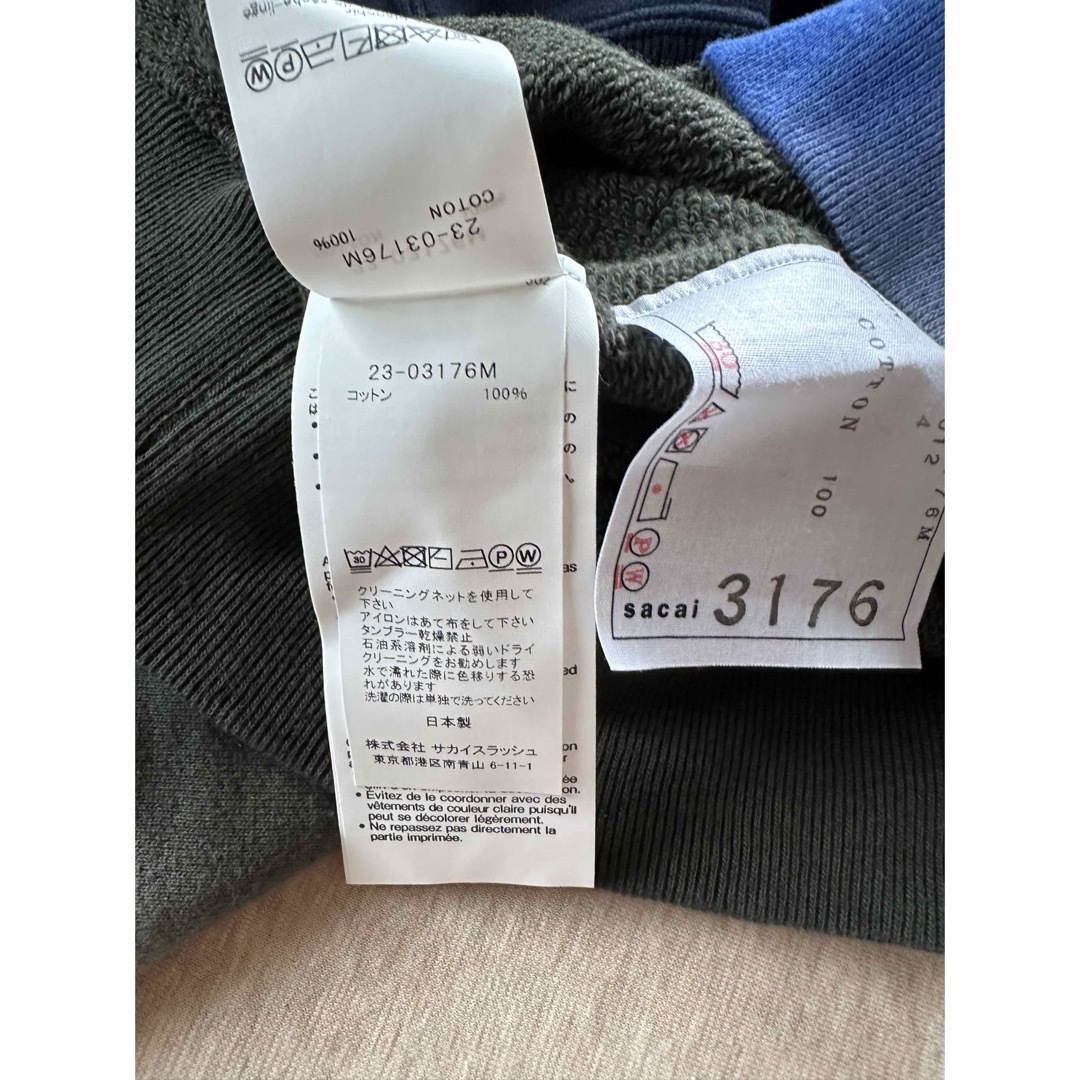 23-03176M
100%
COTON
23-03176M
コットン 100%
30
P W
クリーニングネットを使用して
下さい
アイロンはあて布をして下さい
タンブラー乾燥禁止
石油系溶剤による弱いドライ
クリーニングをお勧めします
水で濡れた際に色移りする恐
れがあります
洗濯の際は単独で洗ってください
日本製
株式会社 サカイスラッシュ
東京都港区南青山 6-11-1
• Évitez de le coordonner avec des
vêtements de couleur claire puisqu'il
peut se décolorer légèrement.
• Ne repassez pas directement la
partie imprimée.
COTTON 100
P
W
sacai 3176